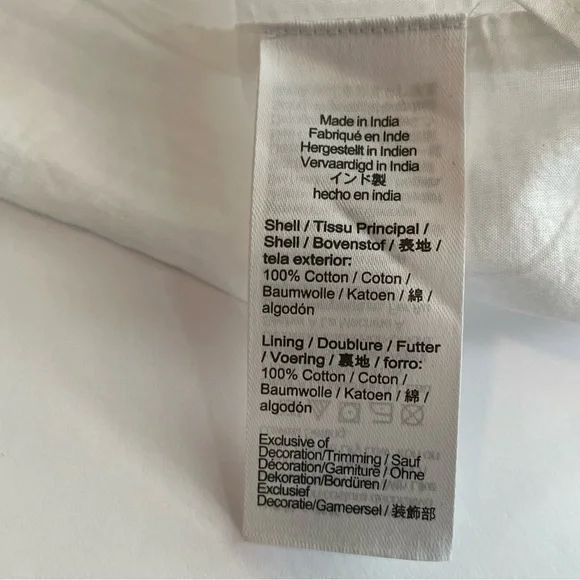 Made in India
Fabriqué en Inde
Hergestellt in Indien
Vervaardigd in India
インド製
hecho en india
Shell / Tissu Principal /
Shell / Bovenstof / 表地 /
tela exterior:
100% Cotton / Coton /
Baumwolle / Katoen / 綿 /
algodón
Lining / Doublure / Futter
/ Voering / 裏地 / forro:
100% Cotton / Coton /
Baumwolle / Katoen / 綿 /
algodón
Exclusive of
Decoration/Trimming / Sauf
Décoration/Garniture / Ohne
Dekoration/Bordüren /
Exclusief
Decoratie/Garneersel / 装飾部